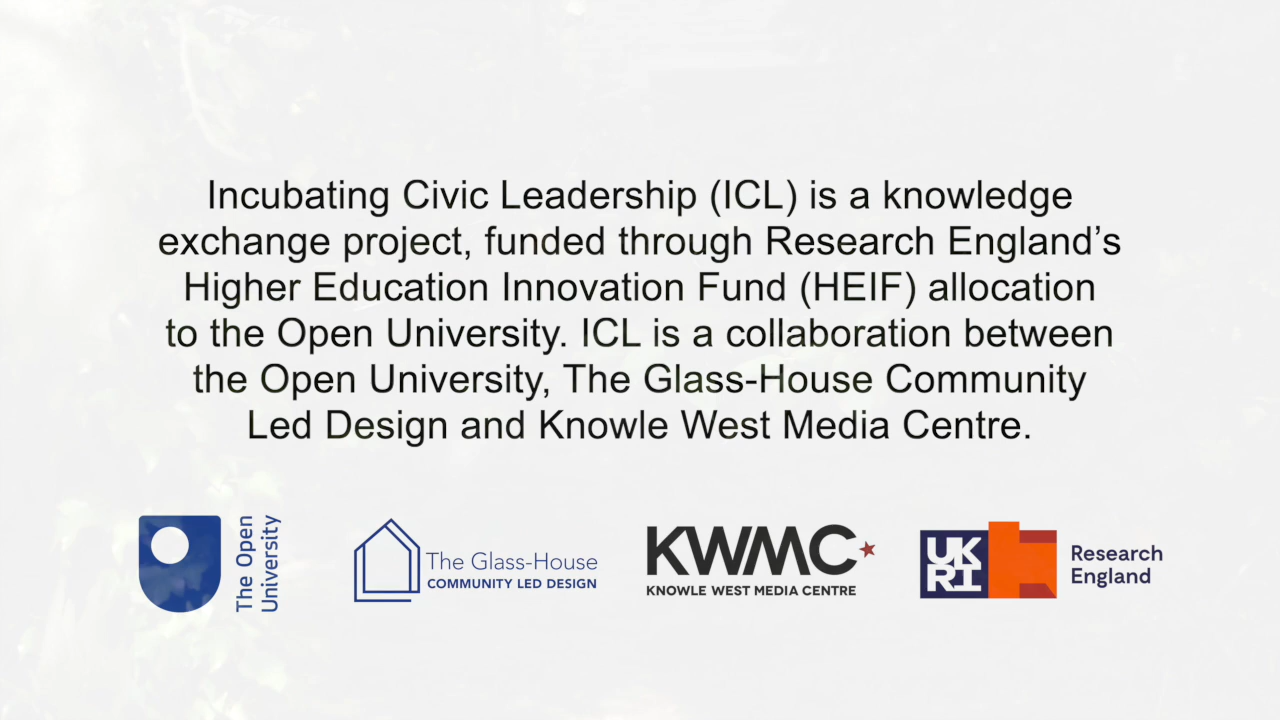 Incubating Civic Leadership (ICL) is a knowledge
exchange project, funded through Research England’s
Higher Education Innovation Fund (HEIF) allocation
to the Open University. ICL is a collaboration between
the Open University, The Glass-House Community
Led Design and Knowle West Media Centre.
The Open
University
The Glass-House
COMMUNITY LED DESIGN
KWMC
KNOWLE WEST MEDIA CENTRE
UK
RI
Research
England